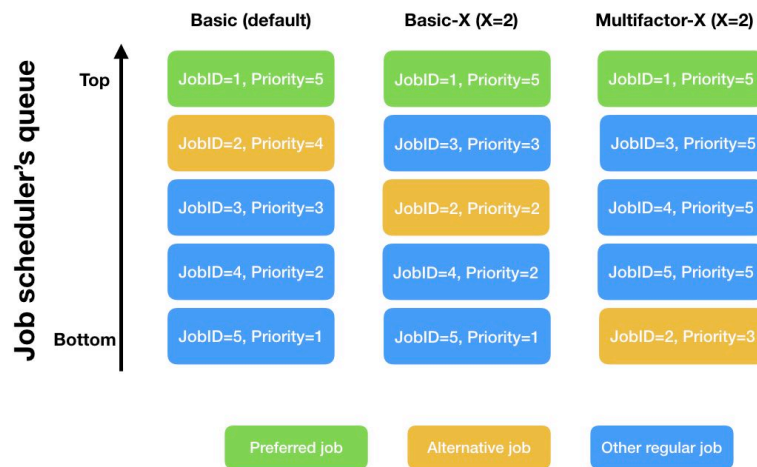 Basic (default)
Basic-X (X=2)
Multifactor-X (X=2)
Job scheduler's queue
Top
JobID=1, Priority=5
JobID=1, Priority=5
JobID=1, Priority=5
JobID=2, Priority=4
JobID=3, Priority=3
JobID=3, Priority=5
JobID=3, Priority=3
JobID=2, Priority=2
JobID=4, Priority=5
JobID=4, Priority=2
JobID=4, Priority=2
JobID=5, Priority=5
Bottom
JobID=5, Priority=1
JobID=5, Priority=1
JobID=2, Priority=3
Preferred job
Alternative job
Other regular job